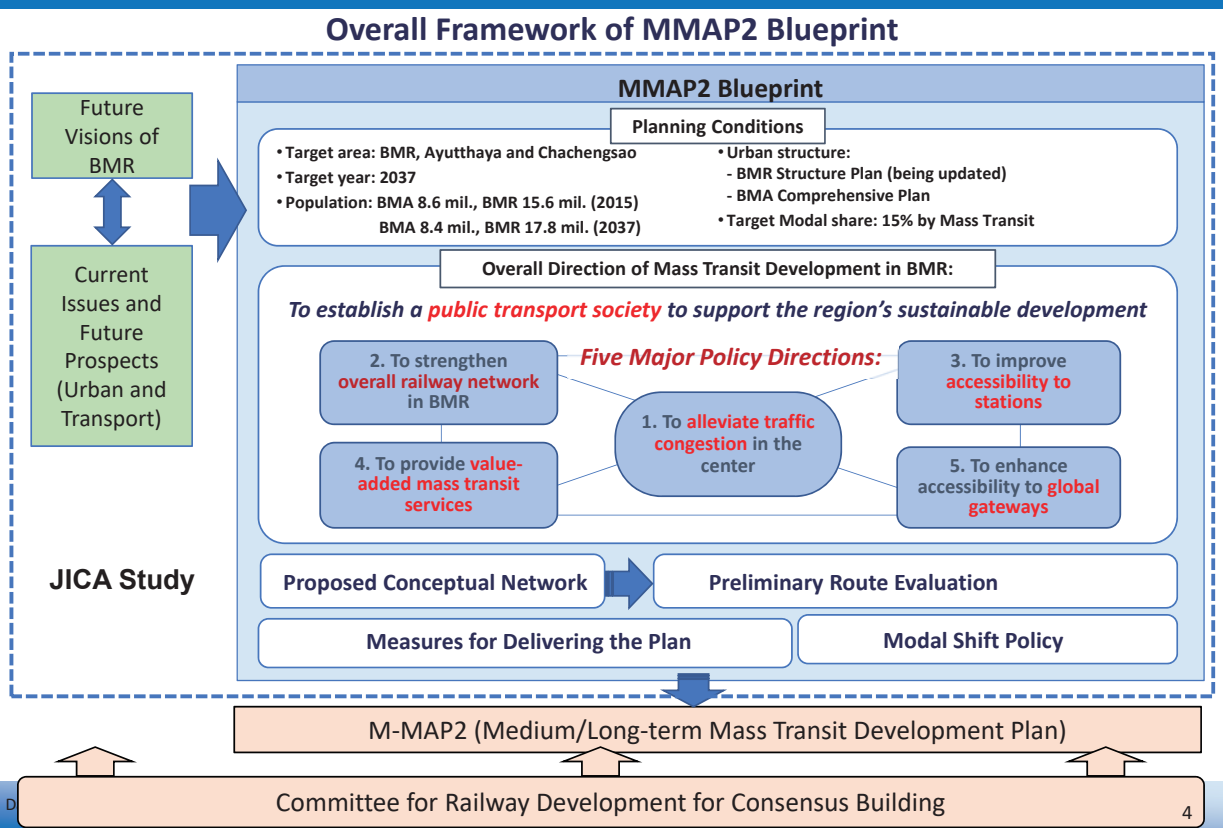 Overall Framework of MMAP2 Blueprint
Future
Visions of
BMR
Current
Issues and
Future
Prospects
(Urban and
Transport)
JICA Study
MMAP2 Blueprint
Planning Conditions
• Target area: BMR, Ayutthaya and Chachengsao
• Target year: 2037
• Population: BMA 8.6 mil., BMR 15.6 mil. (2015)
BMA 8.4 mil., BMR 17.8 mil. (2037)
• Urban structure:
- BMR Structure Plan (being updated)
- BMA Comprehensive Plan
• Target Modal share: 15% by Mass Transit
Overall Direction of Mass Transit Development in BMR:
To establish a public transport society to support the region's sustainable development
Five Major Policy Directions:
2. To strengthen
overall railway network
in BMR
3. To improve
accessibility to
stations
1. To alleviate traffic
congestion in the
center
4. To provide value-
added mass transit
services
5. To enhance
accessibility to global
gateways
Proposed Conceptual Network
Preliminary Route Evaluation
Measures for Delivering the Plan
Modal Shift Policy
M-MAP2 (Medium/Long-term Mass Transit Development Plan)
D
Committee for Railway Development for Consensus Building
4